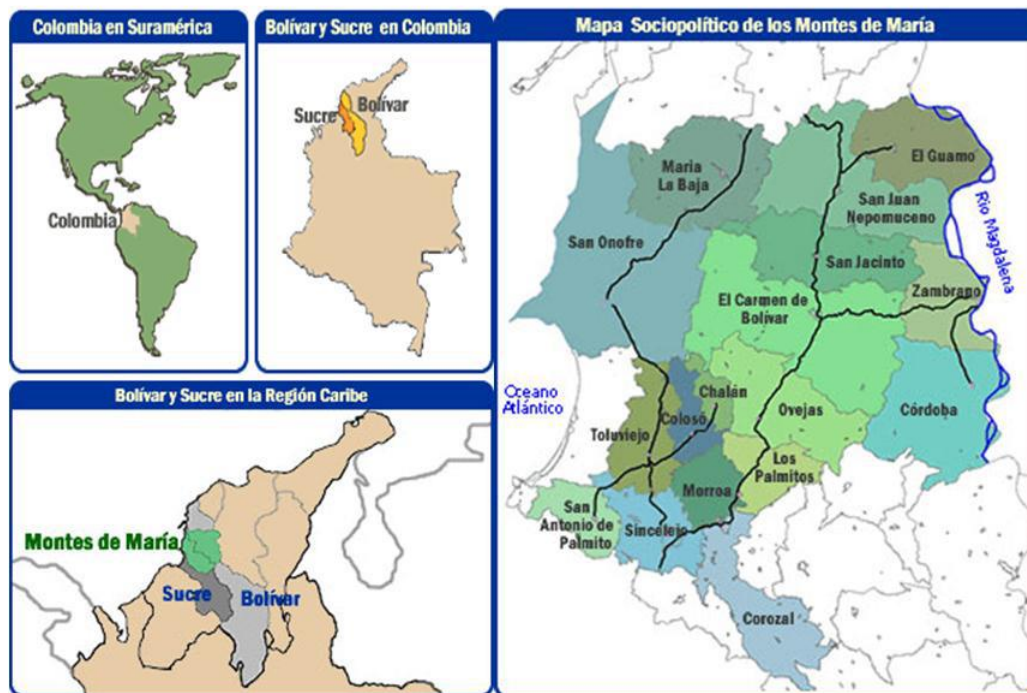 Colombia en Suramérica
Colombia
Bolívar y Sucre en Colombia
Bolívar
Sucre
Bolívar y Sucre en la Región Caribe
Montes de María
Sucre
Bolívar
Mapa Sociopolítico de los Montes de María
El Guamo
Maria
La Baja
San Juan
Nepomuceno
San Onofre
San Jacinto
Río Magdalena
Zambrano
El Carmen de
Bolívar
Oceano
Atlántico
Chalán
Colosó
Ovejas
Córdoba
Toluviejo
Los
Palmitos
Morroa
San
Antonio de
Palmito
Sincelejo
Corozal